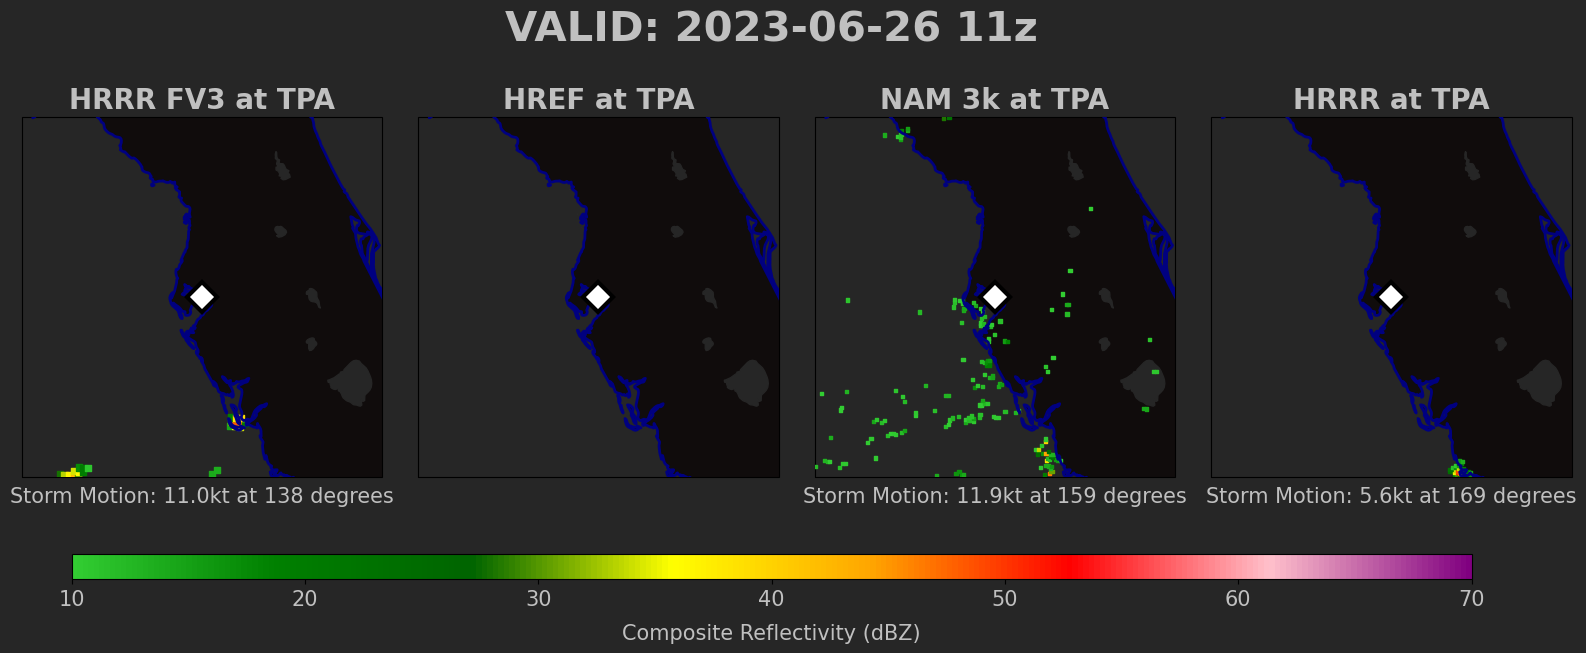 VALID: 2023-06-26 11z
HRRR FV3 at TPA
HREF at TPA
NAM 3k at TPA
HRRR at TPA
Storm Motion: 11.0kt at 138 degrees
Storm Motion: 11.9kt at 159 degrees
Storm Motion: 5.6kt at 169 degrees
10 20 30 40 50 60 70
Composite Reflectivity (dBZ)